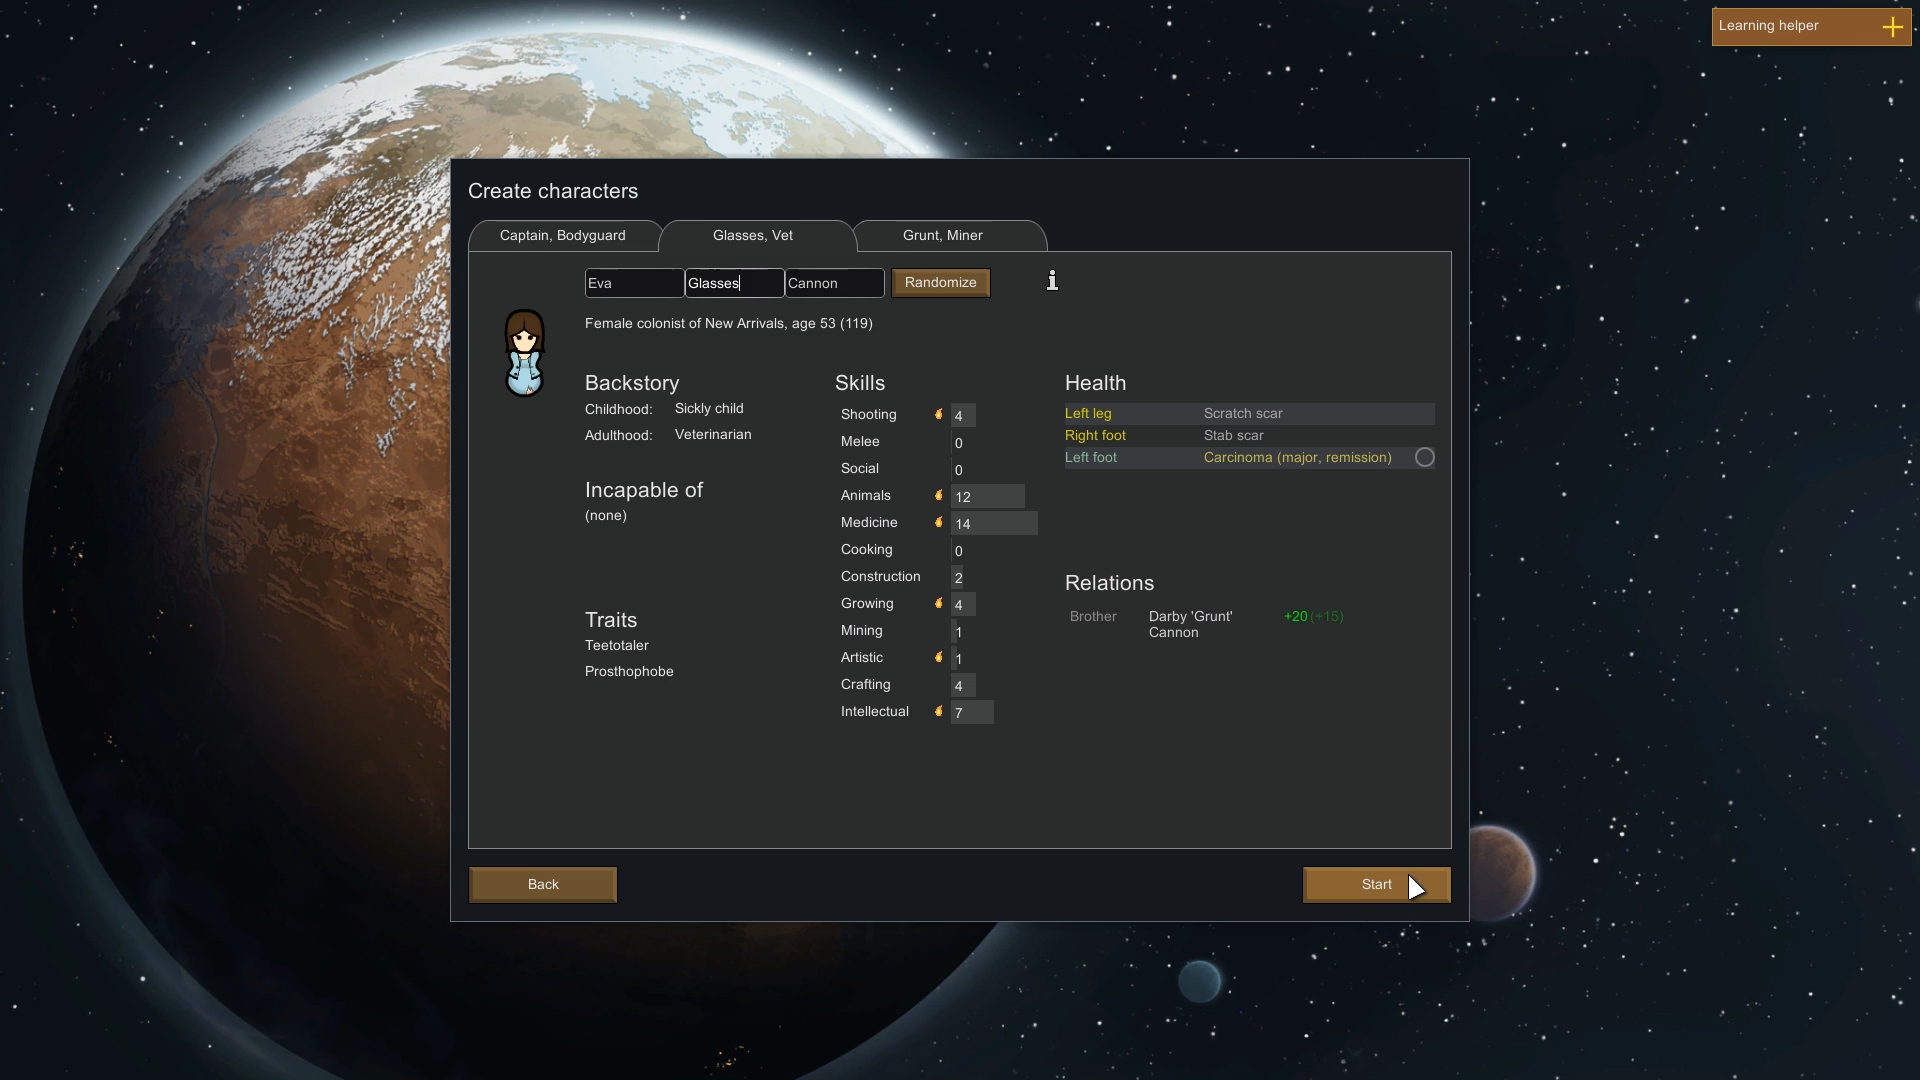 Learning helper
Create characters
Captain, Bodyguard
Glasses, Vet
Grunt, Miner
Eva
Glasses
Cannon
Randomize
Female colonist of New Arrivals, age 53 (119)
Backstory
Childhood: Sickly child
Adulthood: Veterinarian
Incapable of
(none)
Traits
Teetotaler
Prosthophobe
Skills
Shooting 4
Melee 0
Social 0
Animals 12
Medicine 14
Cooking 0
Construction 2
Growing 4
Mining 1
Artistic 1
Crafting 4
Intellectual 7
Health
Left leg Scratch scar
Right foot Stab scar
Left foot Carcinoma (major, remission)
Relations
Brother Darby 'Grunt' +20 (+15)
Cannon
Back
Start